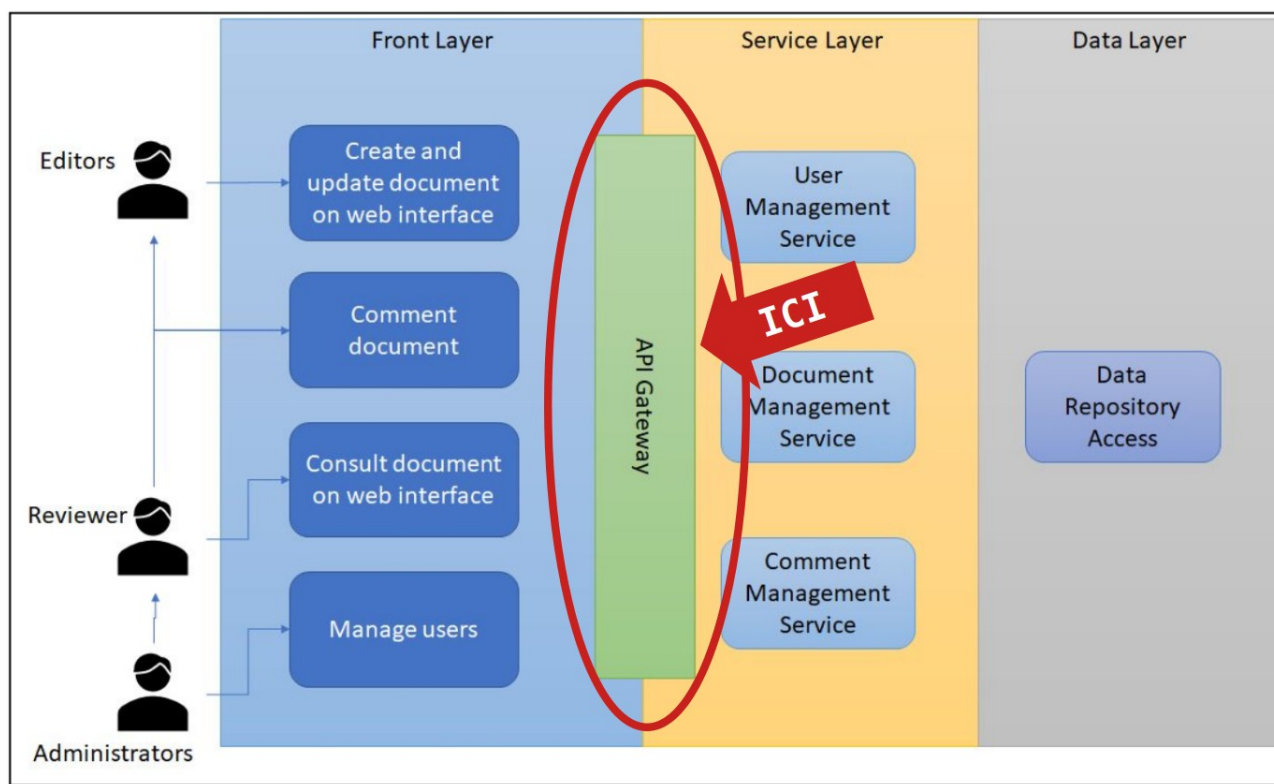 Front Layer
Service Layer
Data Layer
Editors
Create and
update document
on web interface
Comment
document
Reviewer
Consult document
on web interface
Manage users
Administrators
API Gateway
ICI
User
Management
Service
Document
Management
Service
Comment
Management
Service
Data
Repository
Access